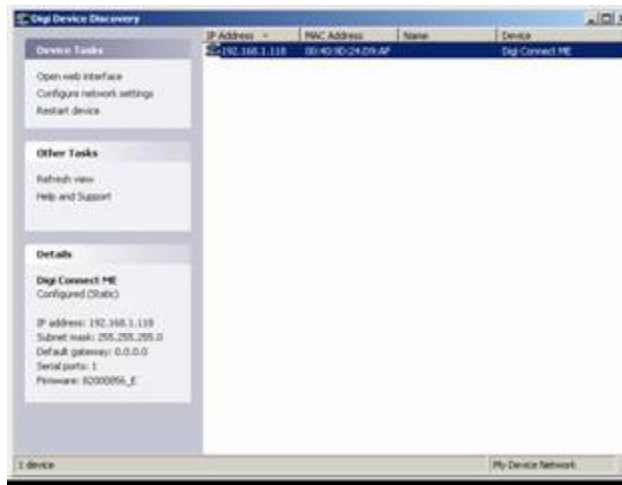 Digi Device Discovery
IP Address MAC Address Name Device
192.168.1.118 Digi Connect ME
Device Tasks
Open web interface
Configure network settings
Restart device
Other Tasks
Refresh view
Help and Support
Details
Digi Connect ME
Configured (Static)
IP address: 192.168.1.118
Subnet mask: 255.255.255.0
Default gateway: 0.0.0.0
Serial ports: 1
Firmware: 82000856_E
1 device My Device Network